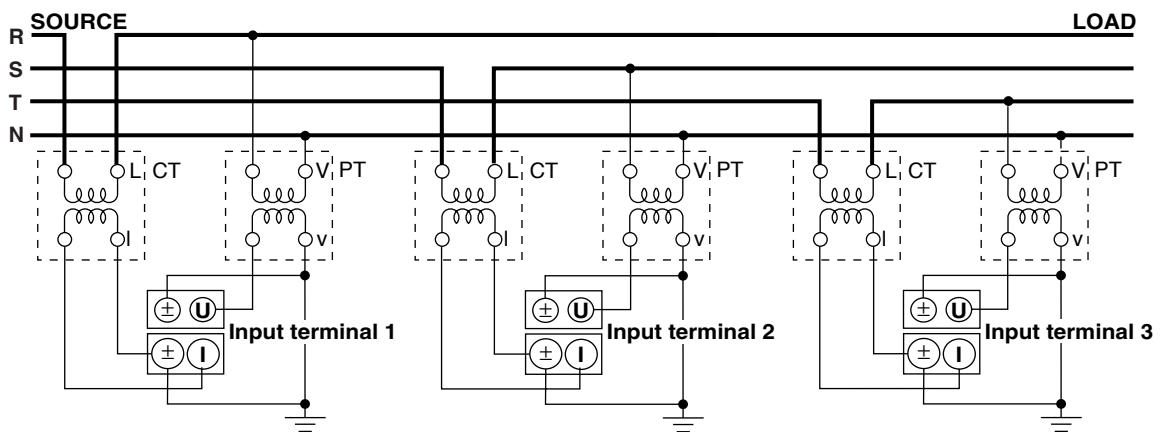 SOURCE LOAD
R
S
T
N
L CT V PT L CT V PT L CT V PT
l v l v l v
± U ± U ± U
Input terminal 1 Input terminal 2 Input terminal 3
± I ± I ± I